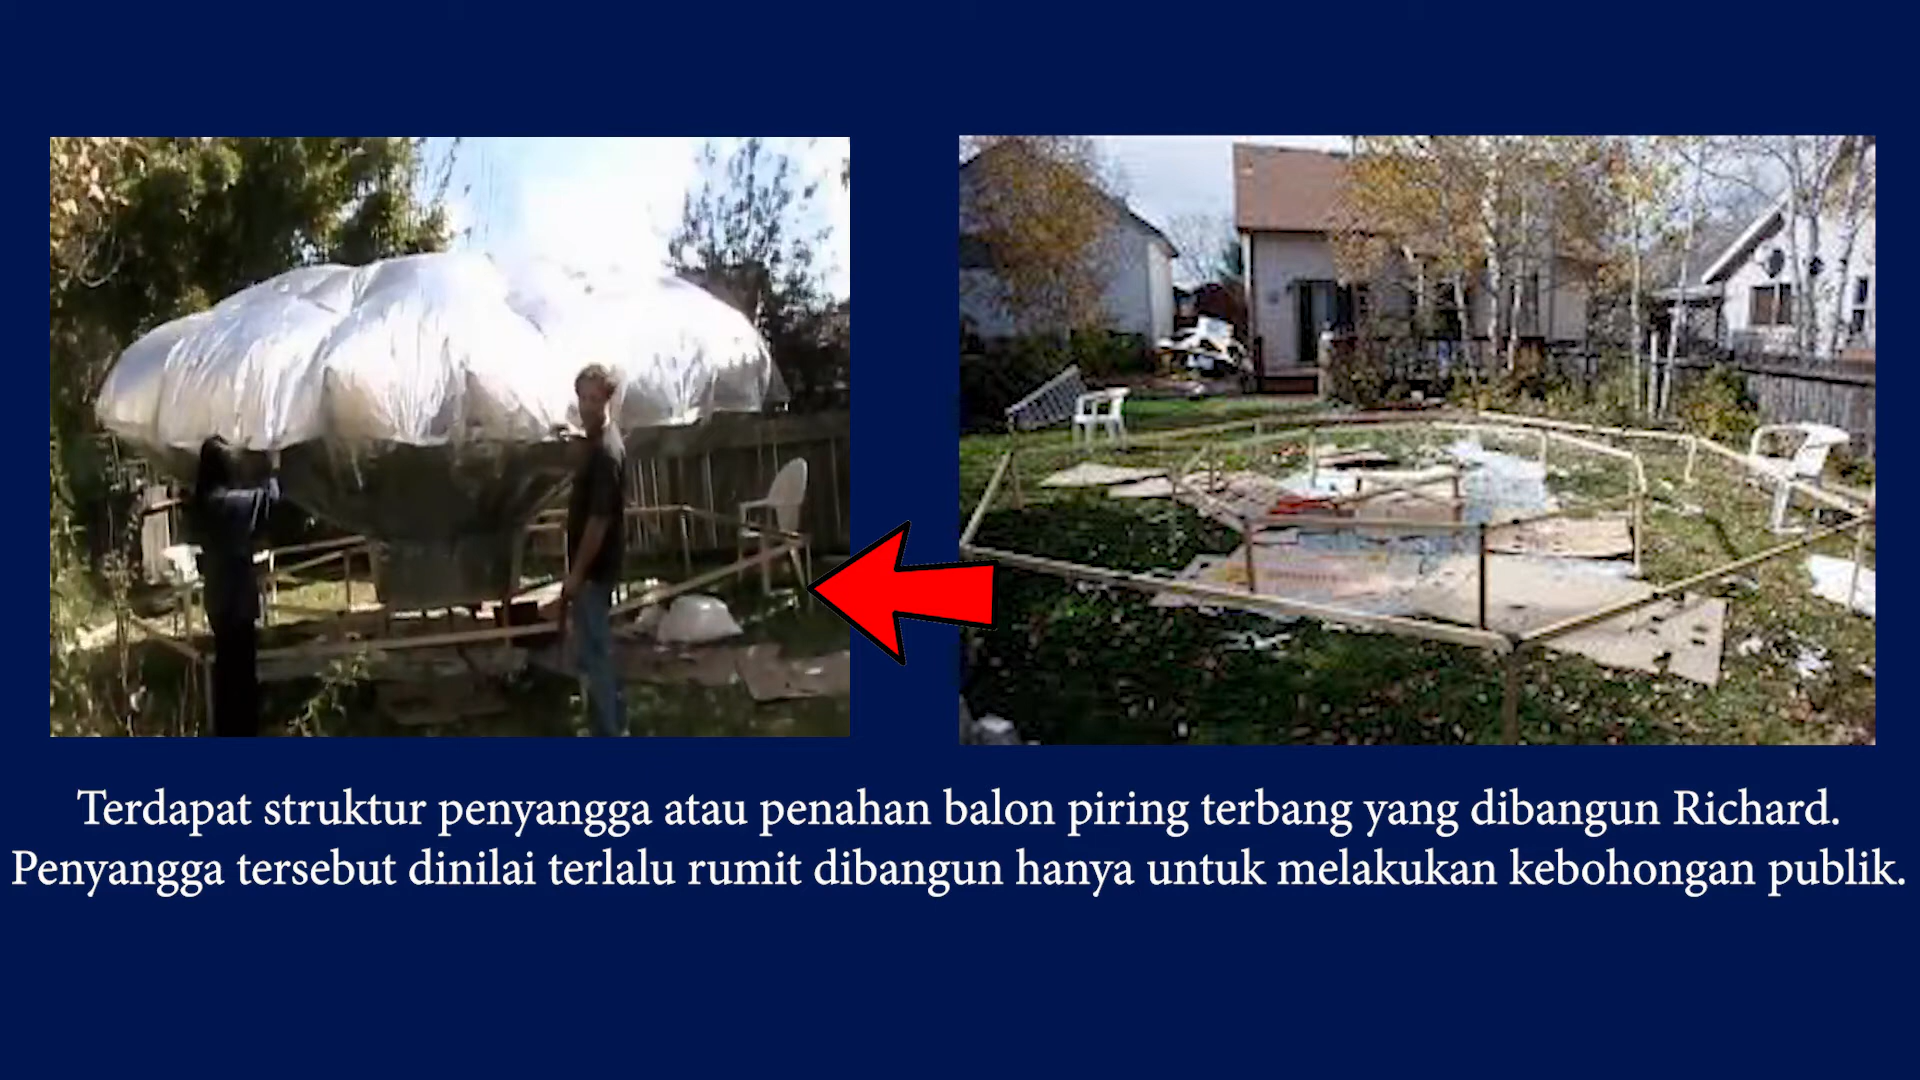 Terdapat struktur penyangga atau penahan balon piring terbang yang dibangun Richard.
Penyangga tersebut dinilai terlalu rumit dibangun hanya untuk melakukan kebohongan publik.